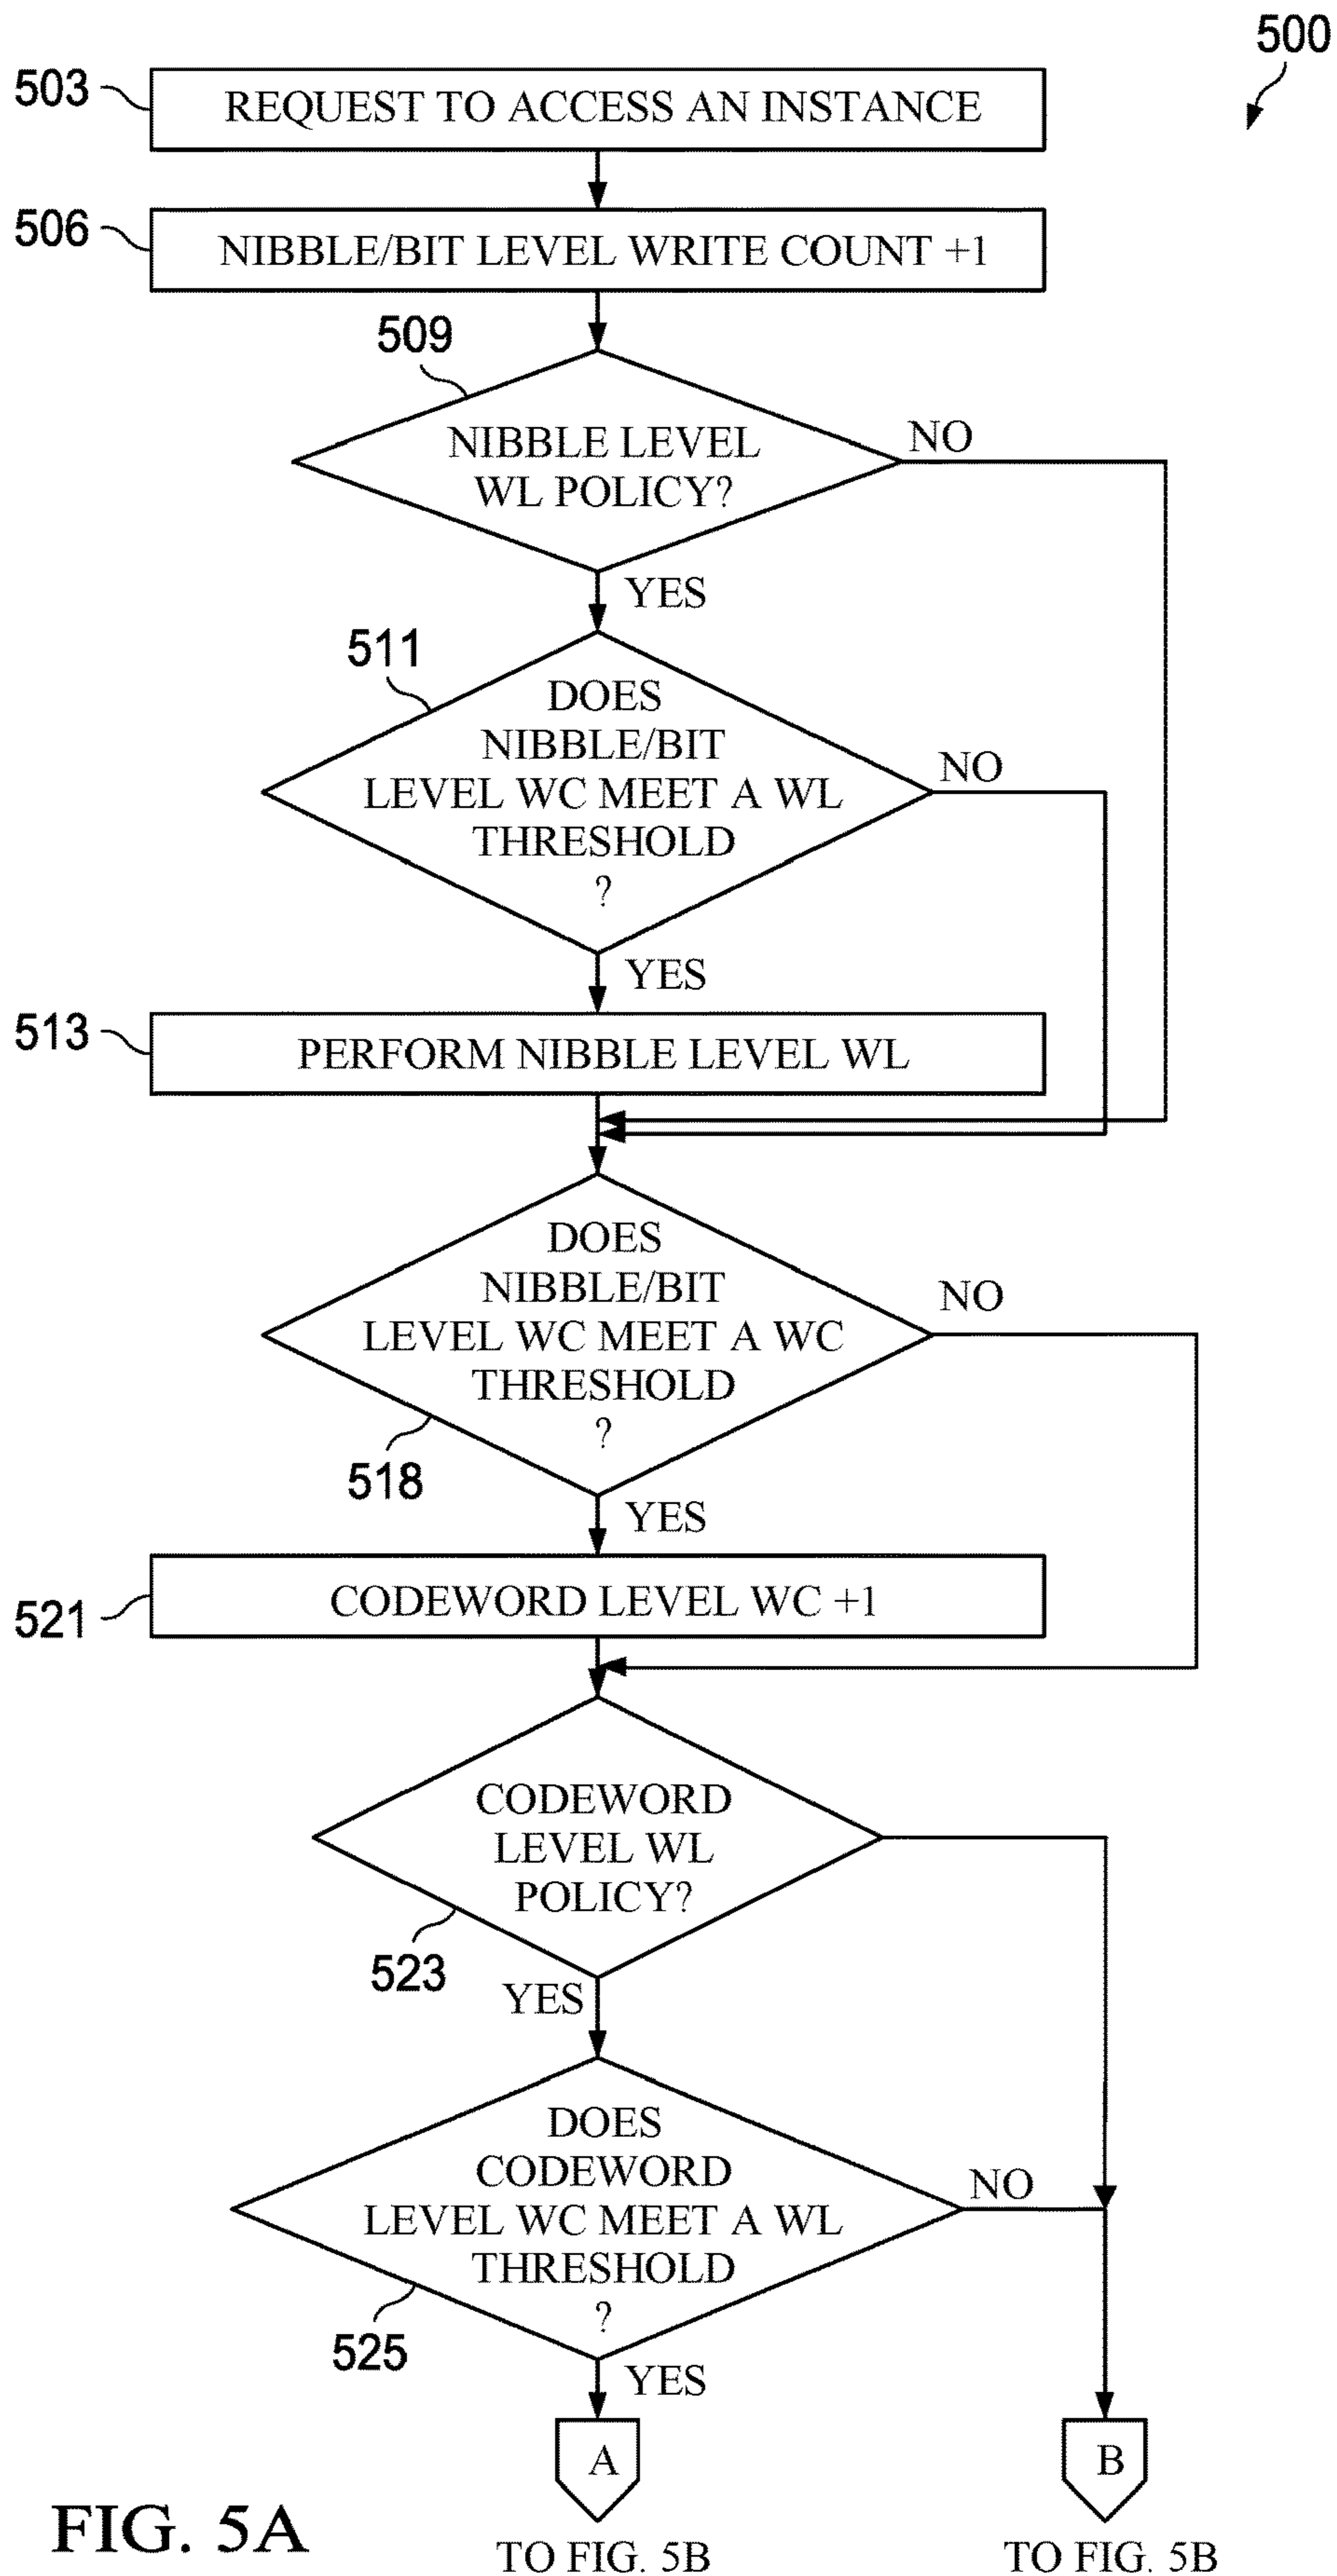 500
503
REQUEST TO ACCESS AN INSTANCE
506
NIBBLE/BIT LEVEL WRITE COUNT +1
509
NIBBLE LEVEL
WL POLICY?
NO
YES
511
DOES
NIBBLE/BIT
LEVEL WC MEET A WL
THRESHOLD
?
NO
YES
513
PERFORM NIBBLE LEVEL WL
DOES
NIBBLE/BIT
LEVEL WC MEET A WC
THRESHOLD
?
NO
518
YES
521
CODEWORD LEVEL WC +1
CODEWORD
LEVEL WL
POLICY?
523
YES
DOES
CODEWORD
LEVEL WC MEET A WL
THRESHOLD
?
NO
525
YES
A
B
FIG. 5A
TO FIG. 5B
TO FIG. 5B